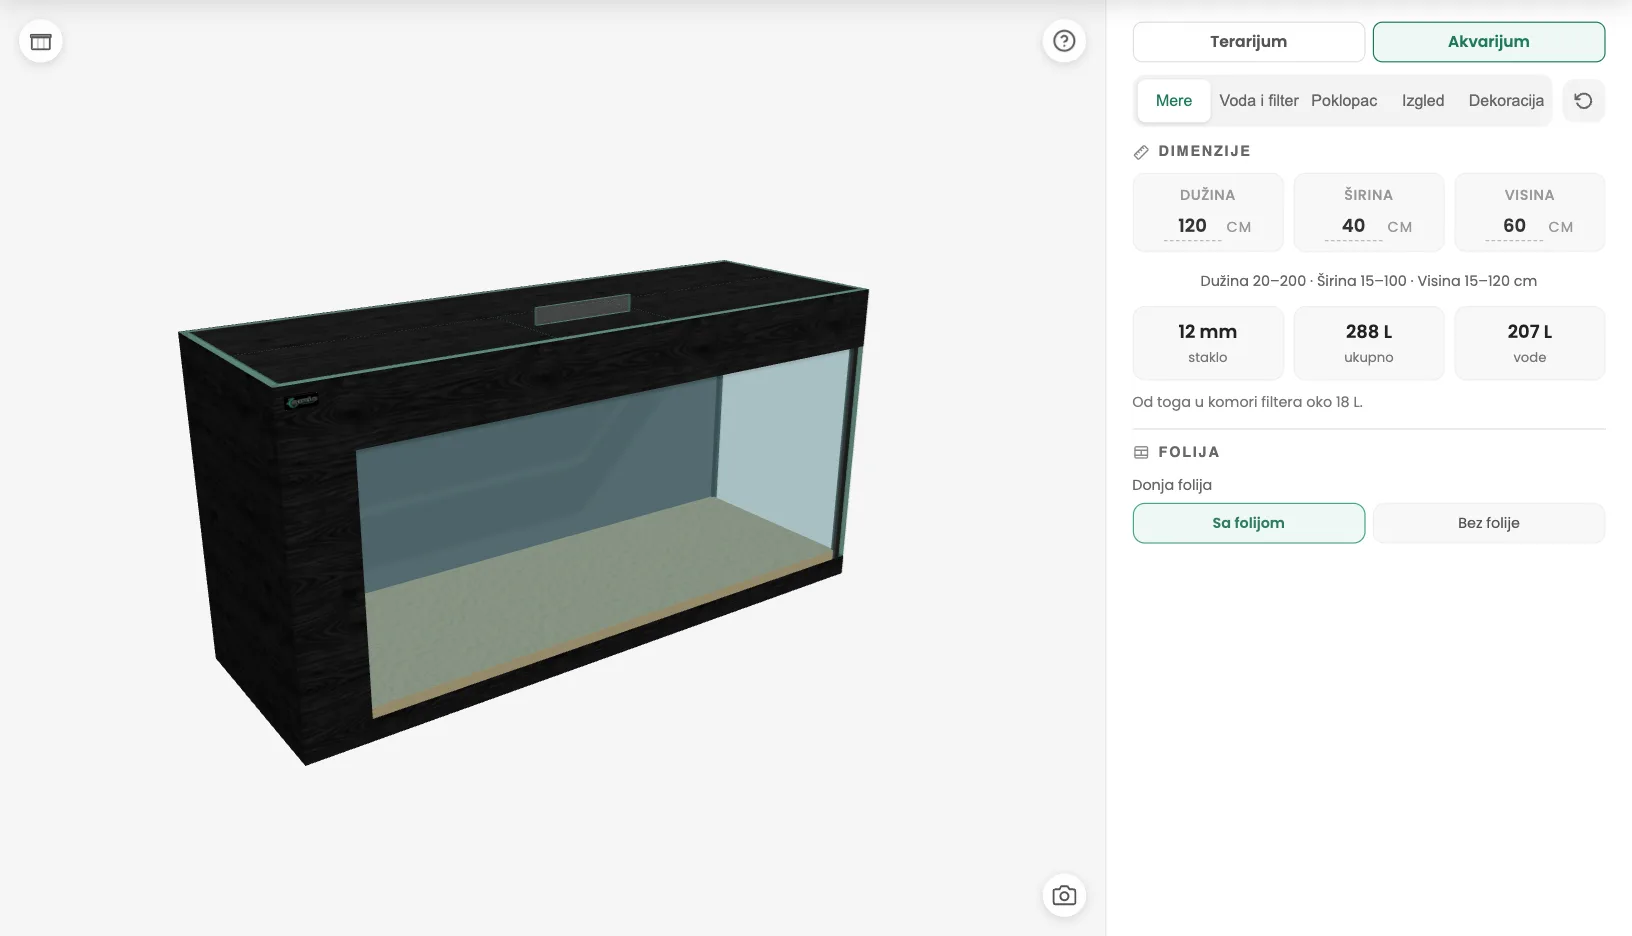 Terarijum
Akvarijum
Mere
Voda i filter
Poklopac
Izgled
Dekoracija
DIMENZIJE
DUŽINA
120 CM
ŠIRINA
40 CM
VISINA
60 CM
Dužina 20–200 · Širina 15–100 · Visina 15–120 cm
12 mm
staklo
288 L
ukupno
207 L
vode
Od toga u komori filtera oko 18 L.
FOLIJA
Donja folija
Sa folijom
Bez folije